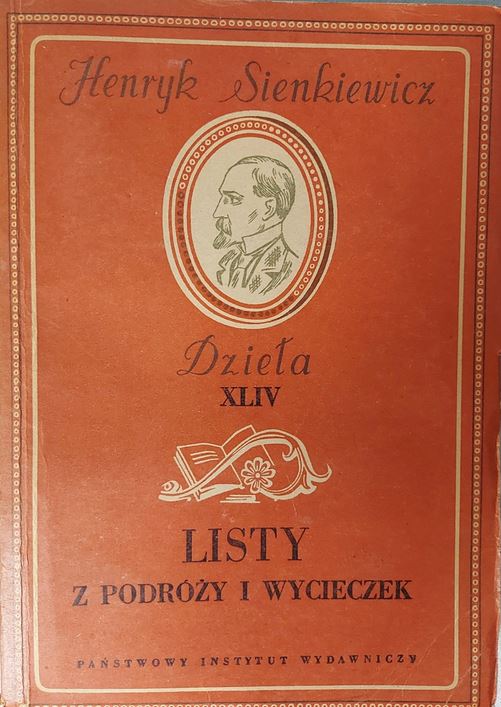 Henryk Sienkiewicz
Dzieła
XLIV
LISTY
Z PODRÓŻY I WYCIECZEK
PAŃSTWOWY INSTYTUT WYDAWNICZY